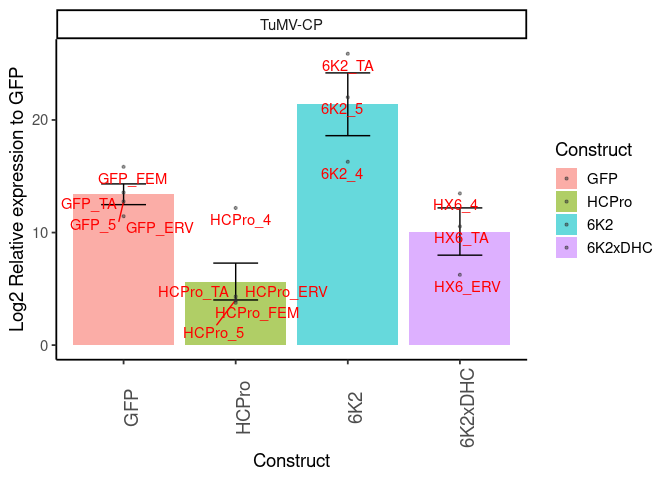 TuMV-CP
Log2 Relative expression to GFP
20
10
0
6K2_TA
6K2_5
6K2_4
GFP_FEM
GFP_TA
GFP_5
GFP_ERV
HCPro_4
HCPro_TA
HCPro_ERV
HCPro_FEM
HCPro_5
HX6_4
HX6_TA
HX6_ERV
GFP
HCPro
6K2
6K2xDHC
Construct
Construct
GFP
HCPro
6K2
6K2xDHC